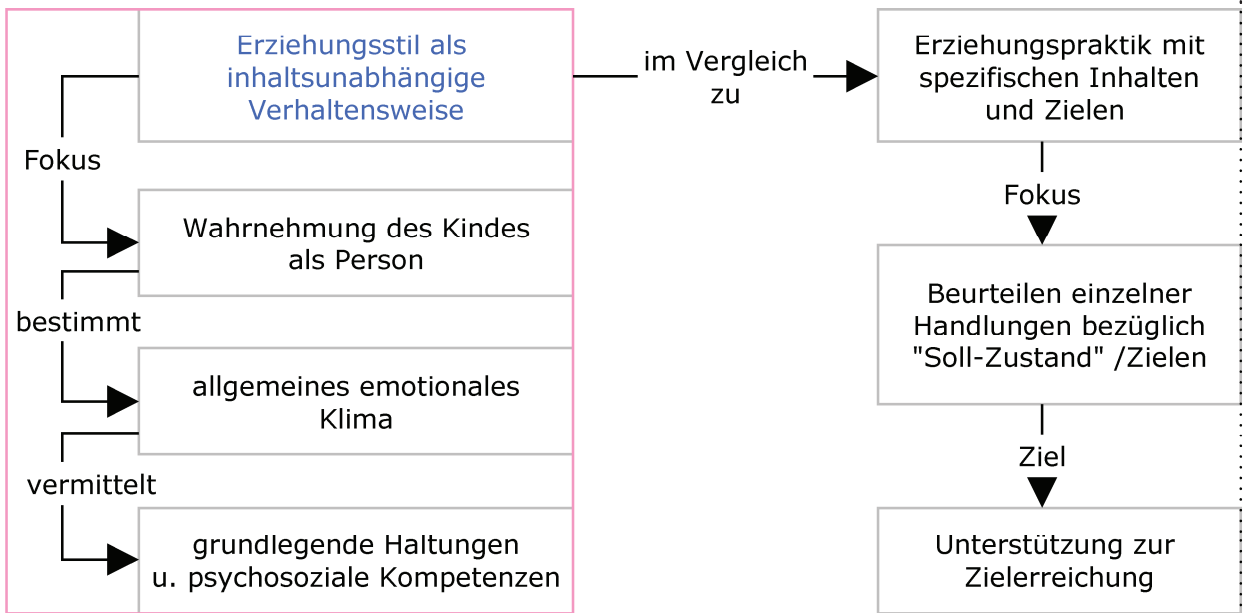 Erziehungsstil als
inhaltsunabhängige
Verhaltensweise
im Vergleich
zu
Erziehungspraktik mit
spezifischen Inhalten
und Zielen
Fokus
Wahrnehmung des Kindes
als Person
bestimmt
allgemeines emotionales
Klima
vermittelt
grundlegende Haltungen
u. psychosoziale Kompetenzen
Fokus
Beurteilen einzelner
Handlungen bezüglich
"Soll-Zustand" /Zielen
Ziel
Unterstützung zur
Zielerreichung